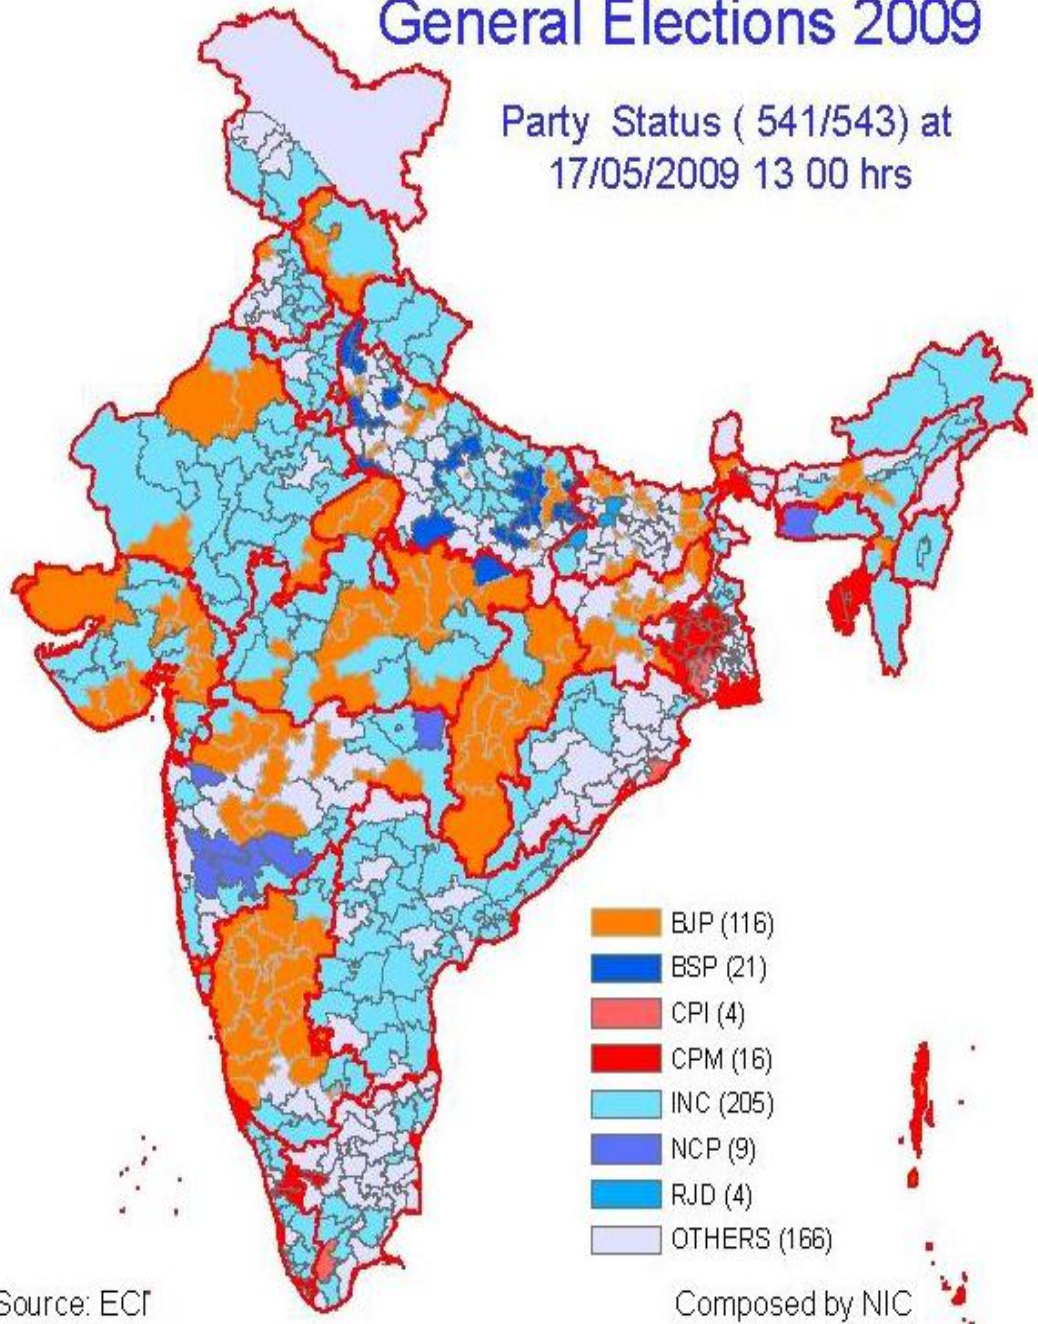 General Elections 2009
Party Status ( 541/543) at
17/05/2009 13 00 hrs
BJP (116)
BSP (21)
CPI (4)
CPM (16)
INC (205)
NCP (9)
RJD (4)
OTHERS (166)
Source: ECI
Composed by NIC